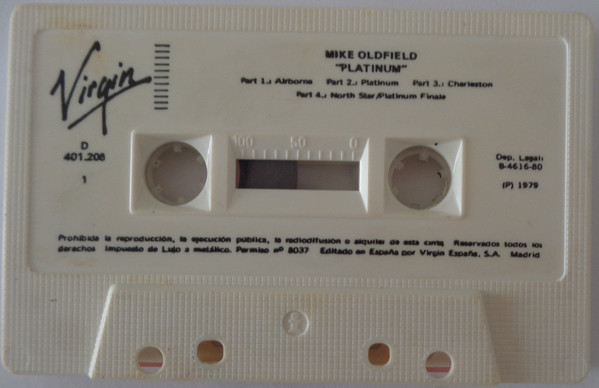 Virgin
MIKE OLDFIELD
"PLATINUM"
Part 1.: Airborne Part 2.: Platinum Part 3.: Charleston
Part 4.: North Star/Platinum Finale
D
401.208
1
100 50 0
Dep. Legal:
B-4616-80
(P) 1979
Prohibida la reproducción, la ejecución pública, la radiodifusión o alquiler de esta cinta. Reservados todos los
derechos Impuesto de Lujo a metálico. Permiso nº 8037 Editado en España por Virgin España, S.A. Madrid